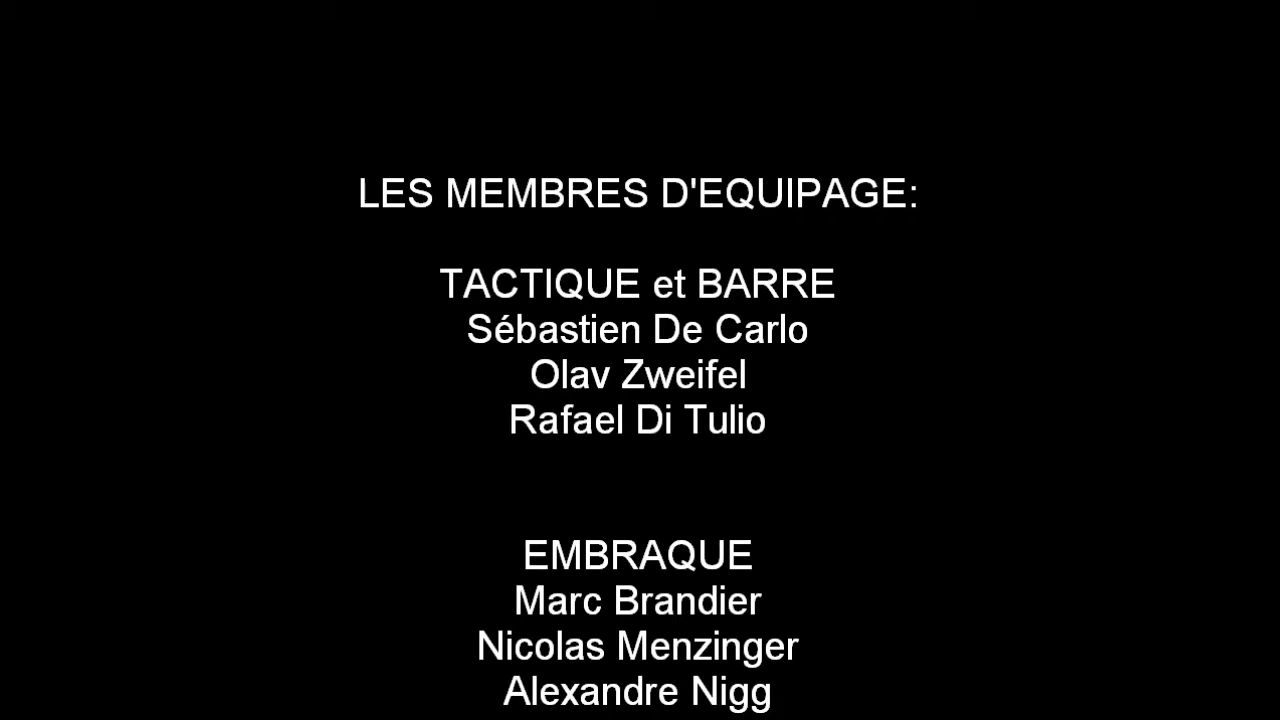 LES MEMBRES D'EQUIPAGE:
TACTIQUE et BARRE
Sébastien De Carlo
Olav Zweifel
Rafael Di Tulio
EMBRAQUE
Marc Brandier
Nicolas Menzinger
Alexandre Nigg